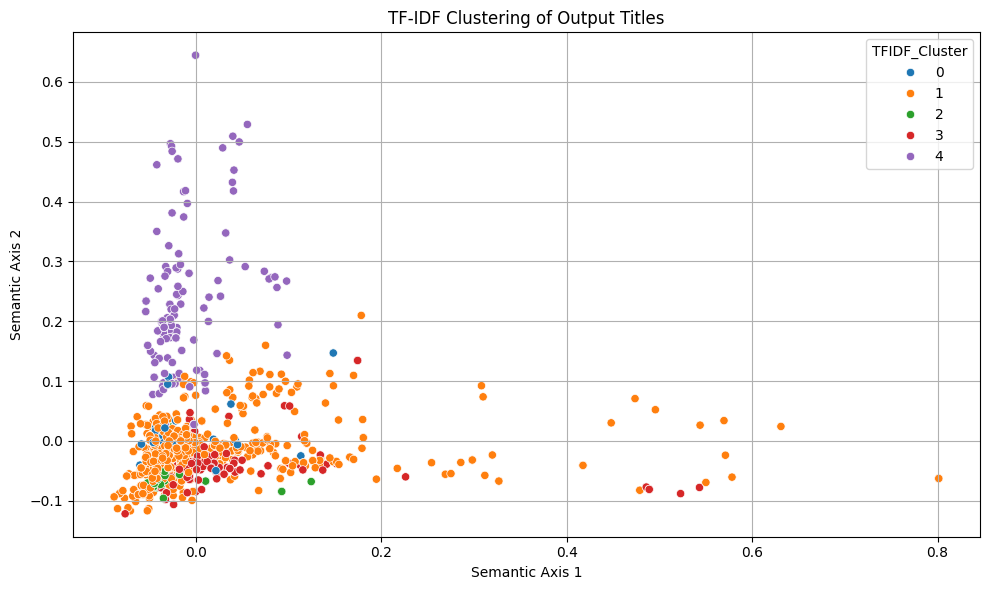 TF-IDF Clustering of Output Titles
TFIDF_Cluster
0
1
2
3
4
Semantic Axis 2
0.6
0.5
0.4
0.3
0.2
0.1
0.0
−0.1
0.0 0.2 0.4 0.6 0.8
Semantic Axis 1